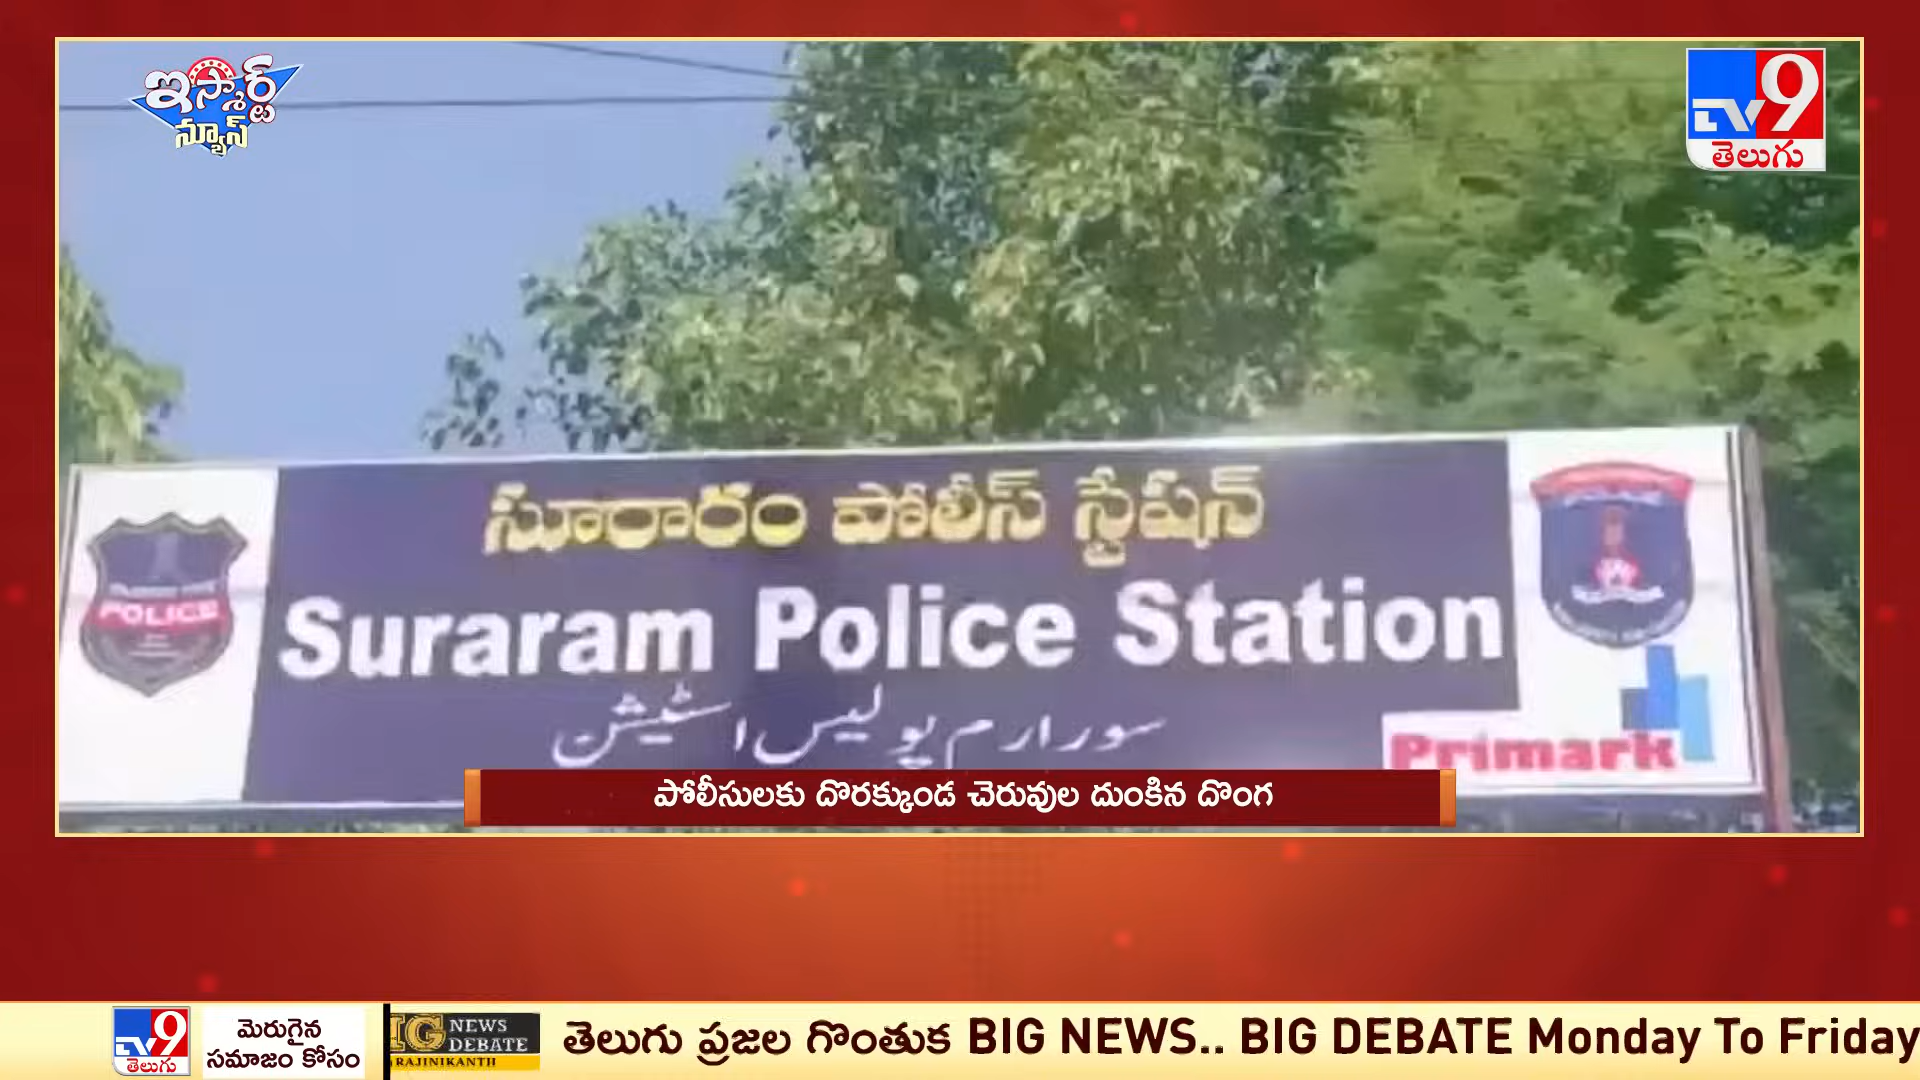 ఇస్మార్ట్
న్యూస్
TV9
తెలుగు
సూరారం పోలీస్ స్టేషన్
Suraram Police Station
سورارم پولیس اسٹیشن
POLICE
Primark
పోలీసులకు దొరక్కుండ చెరువుల దుంకిన దొంగ
TV9
తెలుగు
మెరుగైన
సమాజం కోసం
BIG NEWS
DEBATE
RAJINIKANTH
తెలుగు ప్రజల గొంతుక BIG NEWS.. BIG DEBATE Monday To Friday